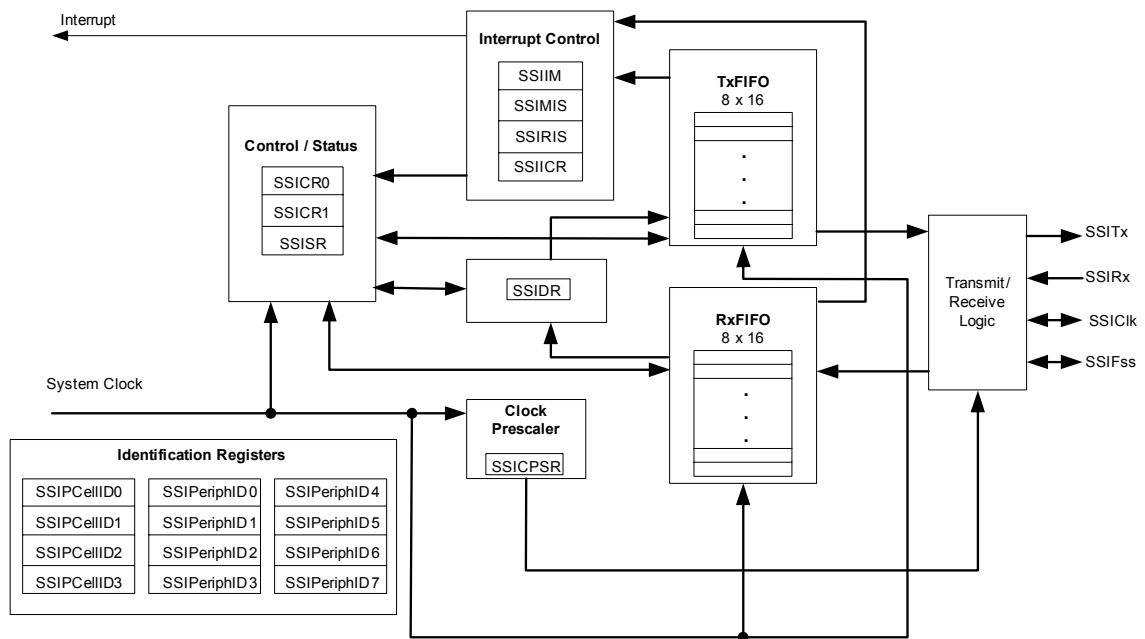 Interrupt
Interrupt Control
SSIIM
SSIMIS
SSIRIS
SSIICR
TxFIFO
8 x 16
.
.
.
Control / Status
SSICR0
SSICR1
SSISR
SSIDR
RxFIFO
8 x 16
.
.
.
Transmit/
Receive
Logic
SSITx
SSIRx
SSIClk
SSIFss
System Clock
Clock
Prescaler
SSICPSR
Identification Registers
SSIPCellID0
SSIPeriphID0
SSIPeriphID4
SSIPCellID1
SSIPeriphID1
SSIPeriphID5
SSIPCellID2
SSIPeriphID2
SSIPeriphID6
SSIPCellID3
SSIPeriphID3
SSIPeriphID7